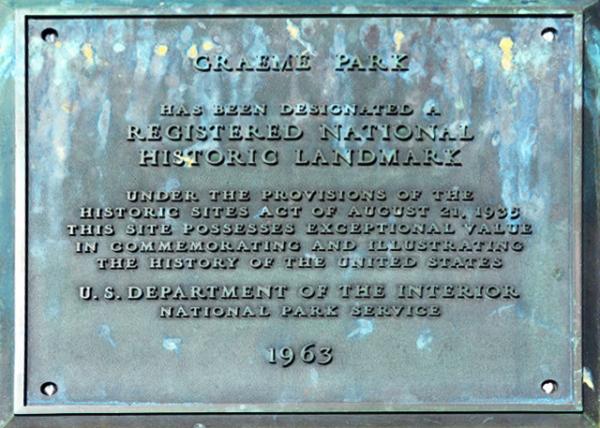 GRAEME PARK
HAS BEEN DESIGNATED A
REGISTERED NATIONAL
HISTORIC LANDMARK
UNDER THE PROVISIONS OF THE
HISTORIC SITES ACT OF AUGUST 21, 1935
THIS SITE POSSESSES EXCEPTIONAL VALUE
IN COMMEMORATING AND ILLUSTRATING
THE HISTORY OF THE UNITED STATES
U. S. DEPARTMENT OF THE INTERIOR
NATIONAL PARK SERVICE
1963